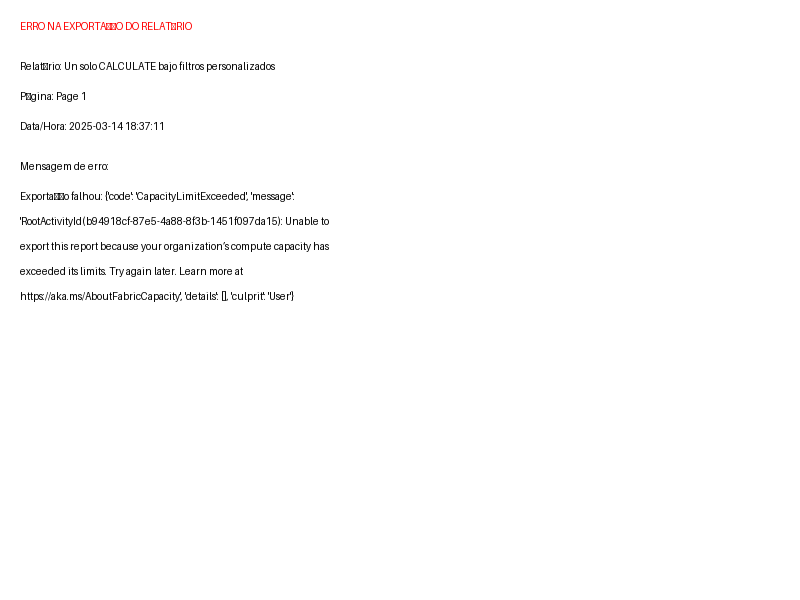 ERRO NA EXPORTA▯▯O DO RELAT▯RIO
Relat▯rio: Un solo CALCULATE bajo filtros personalizados
P▯gina: Page 1
Data/Hora: 2025-03-14 18:37:11
Mensagem de erro:
Exporta▯▯o falhou: {'code': 'CapacityLimitExceeded', 'message':
'RootActivityId(b94918cf-87e5-4a88-8f3b-1451f097da15): Unable to
export this report because your organization’s compute capacity has
exceeded its limits. Try again later. Learn more at
https://aka.ms/AboutFabricCapacity', 'details': [], 'culprit': 'User'}